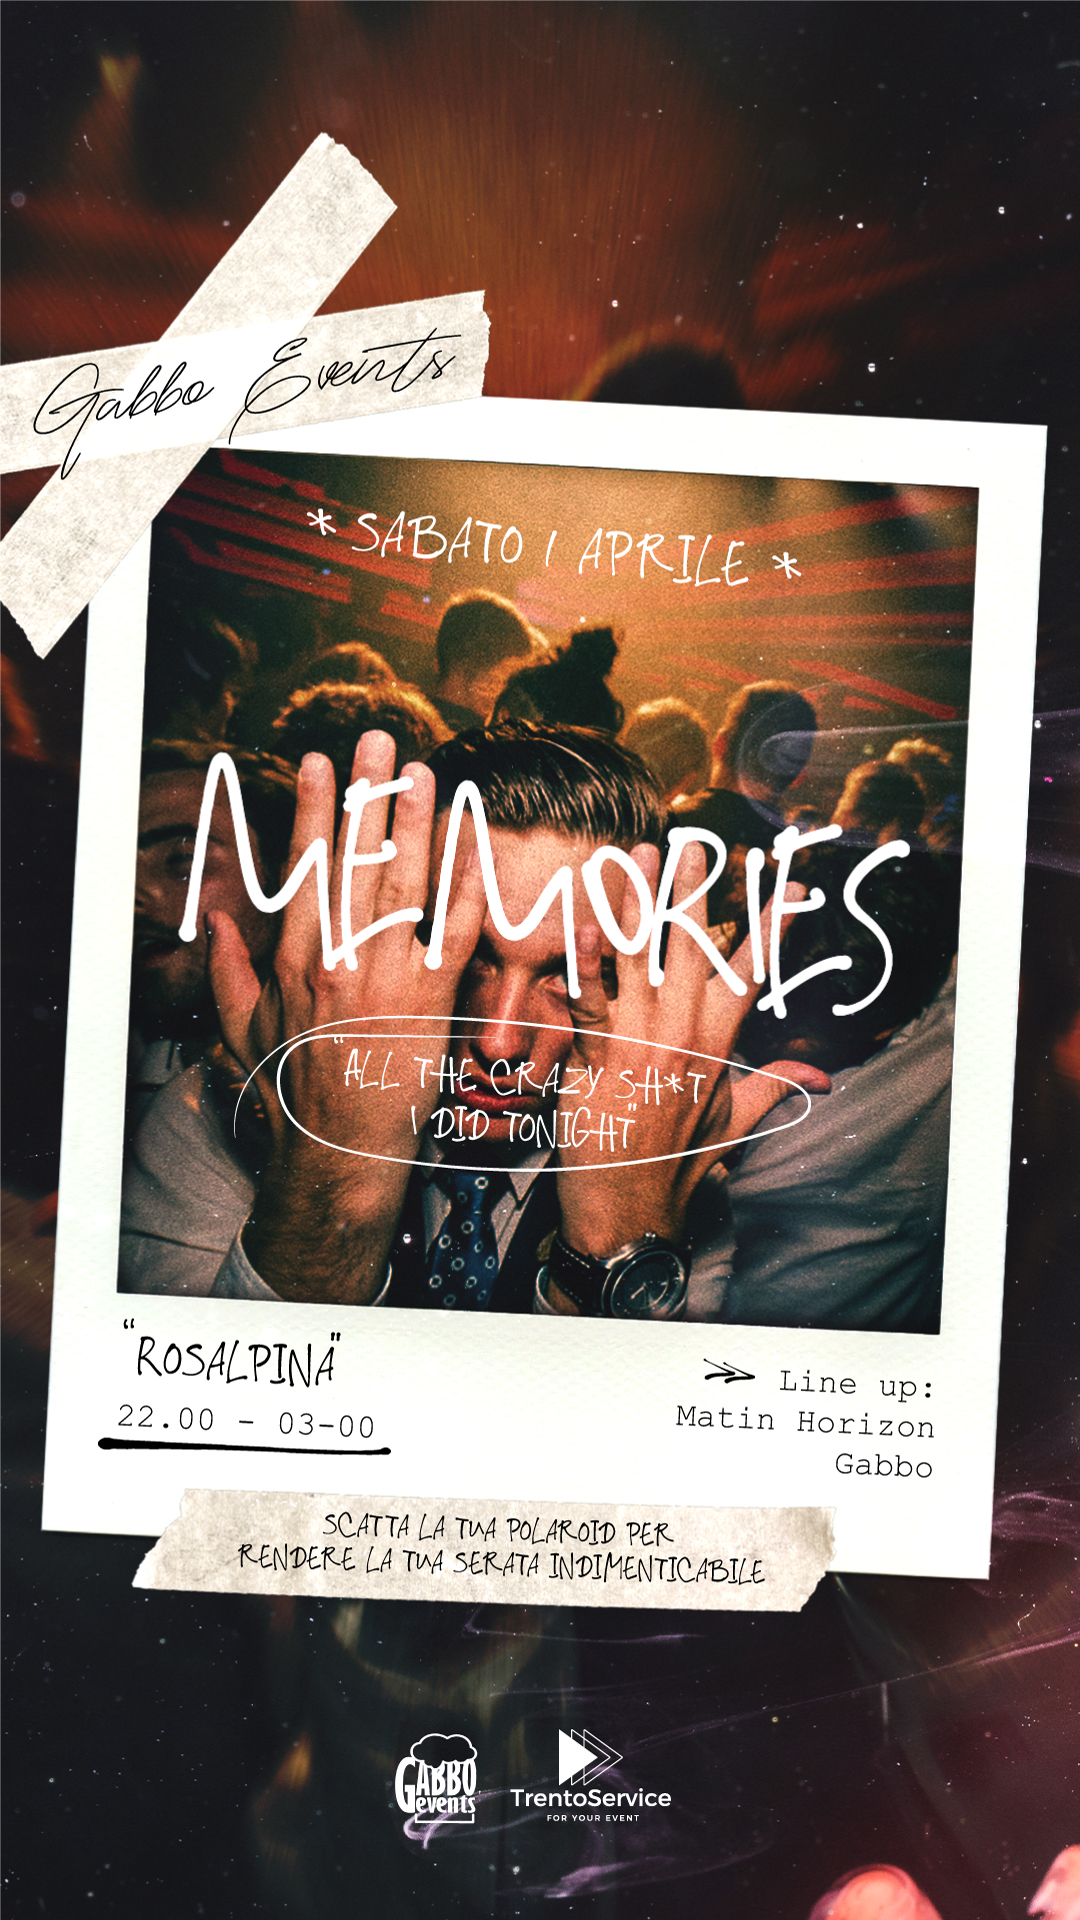 Gabbo Events
* SABATO 1 APRILE *
MEMORIES
"ALL THE CRAZY SH*T
I DID TONIGHT"
"ROSALPINA"
22.00 - 03-00
Line up:
Matin Horizon
Gabbo
SCATTA LA TUA POLAROID PER
RENDERE LA TUA SERATA INDIMENTICABILE
GABBO
events
TrentoService
FOR YOUR EVENT